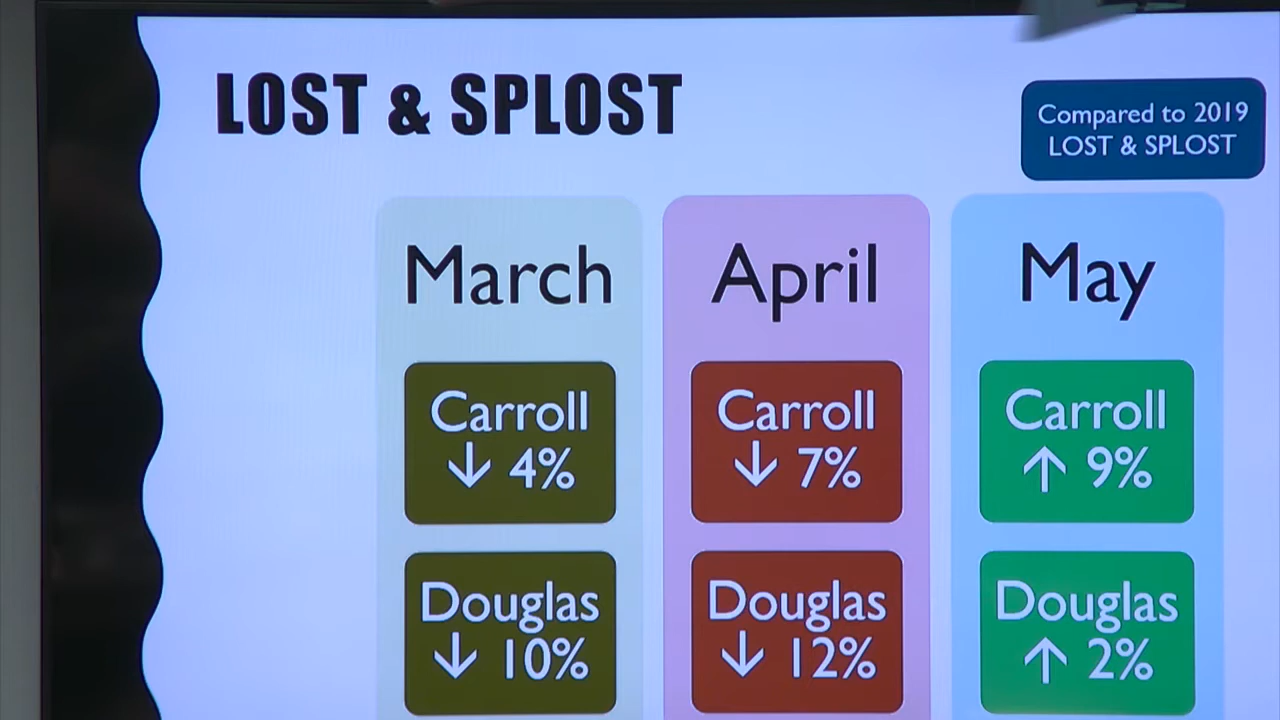 LOST & SPLOST
Compared to 2019
LOST & SPLOST
March
April
May
Carroll
↓ 4%
Carroll
↓ 7%
Carroll
↑ 9%
Douglas
↓ 10%
Douglas
↓ 12%
Douglas
↑ 2%